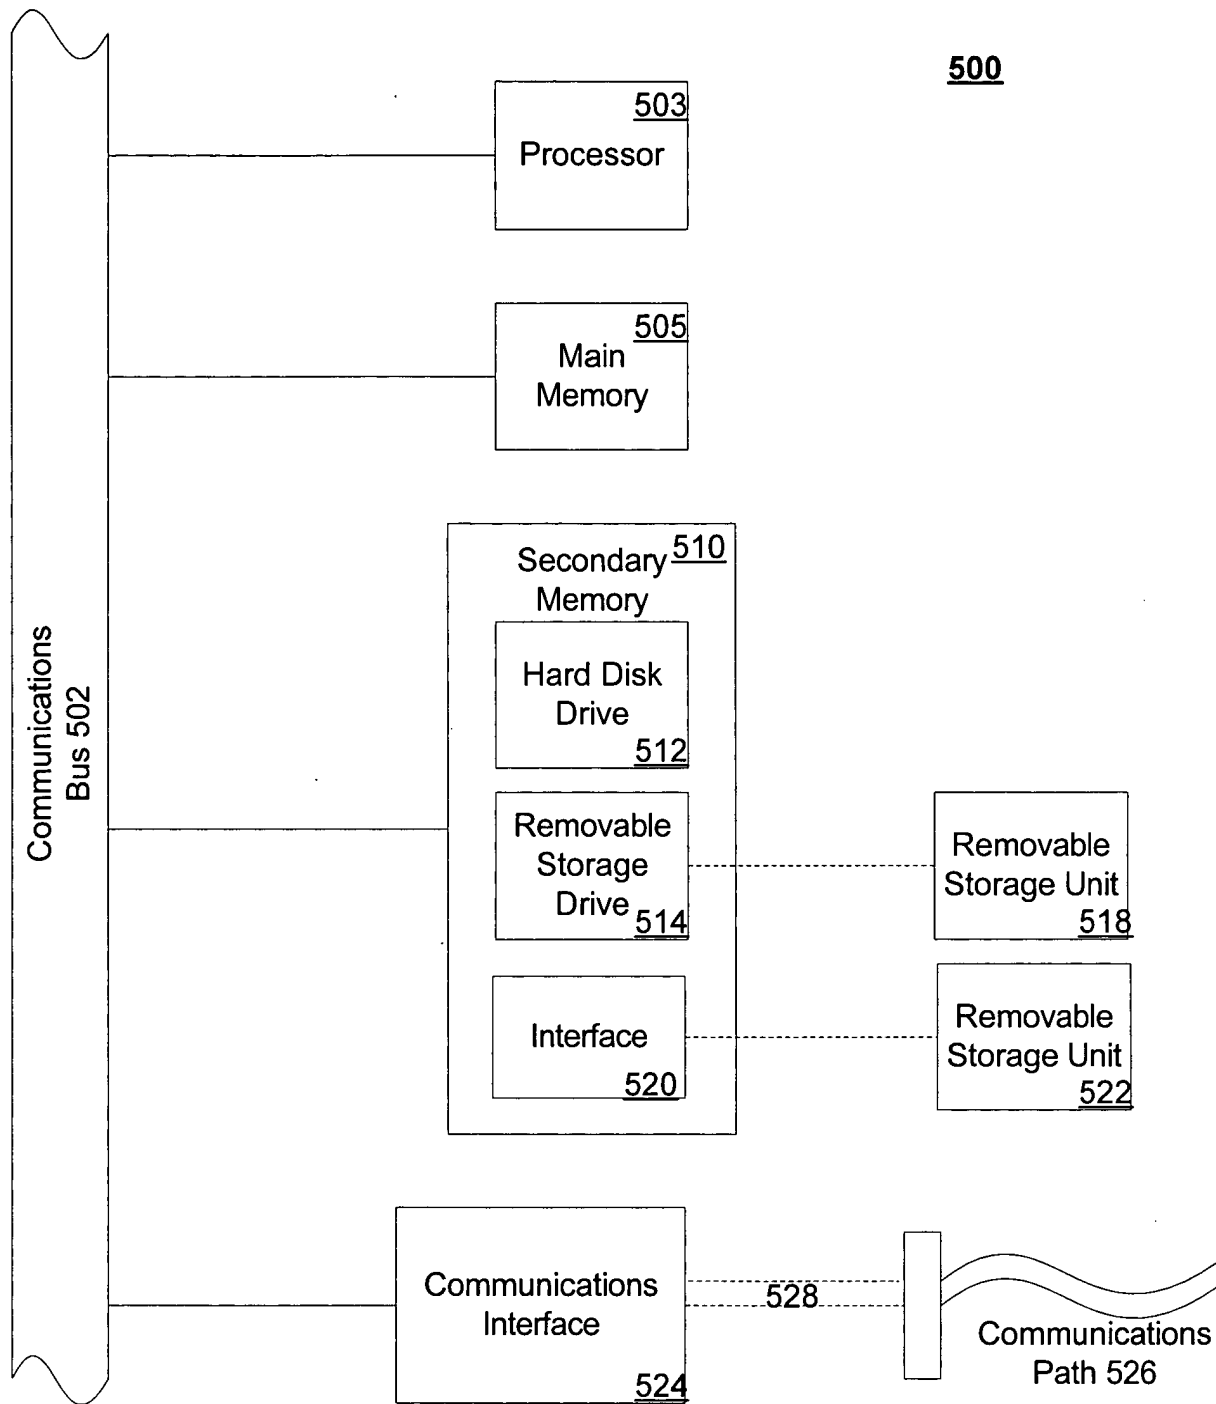 500
503
Processor
505
Main
Memory
Communications
Bus 502
510
Secondary
Memory
Hard Disk
Drive
512
Removable
Storage
Drive
514
Removable
Storage Unit
518
Interface
520
Removable
Storage Unit
522
Communications
Interface
524
528
Communications
Path 526